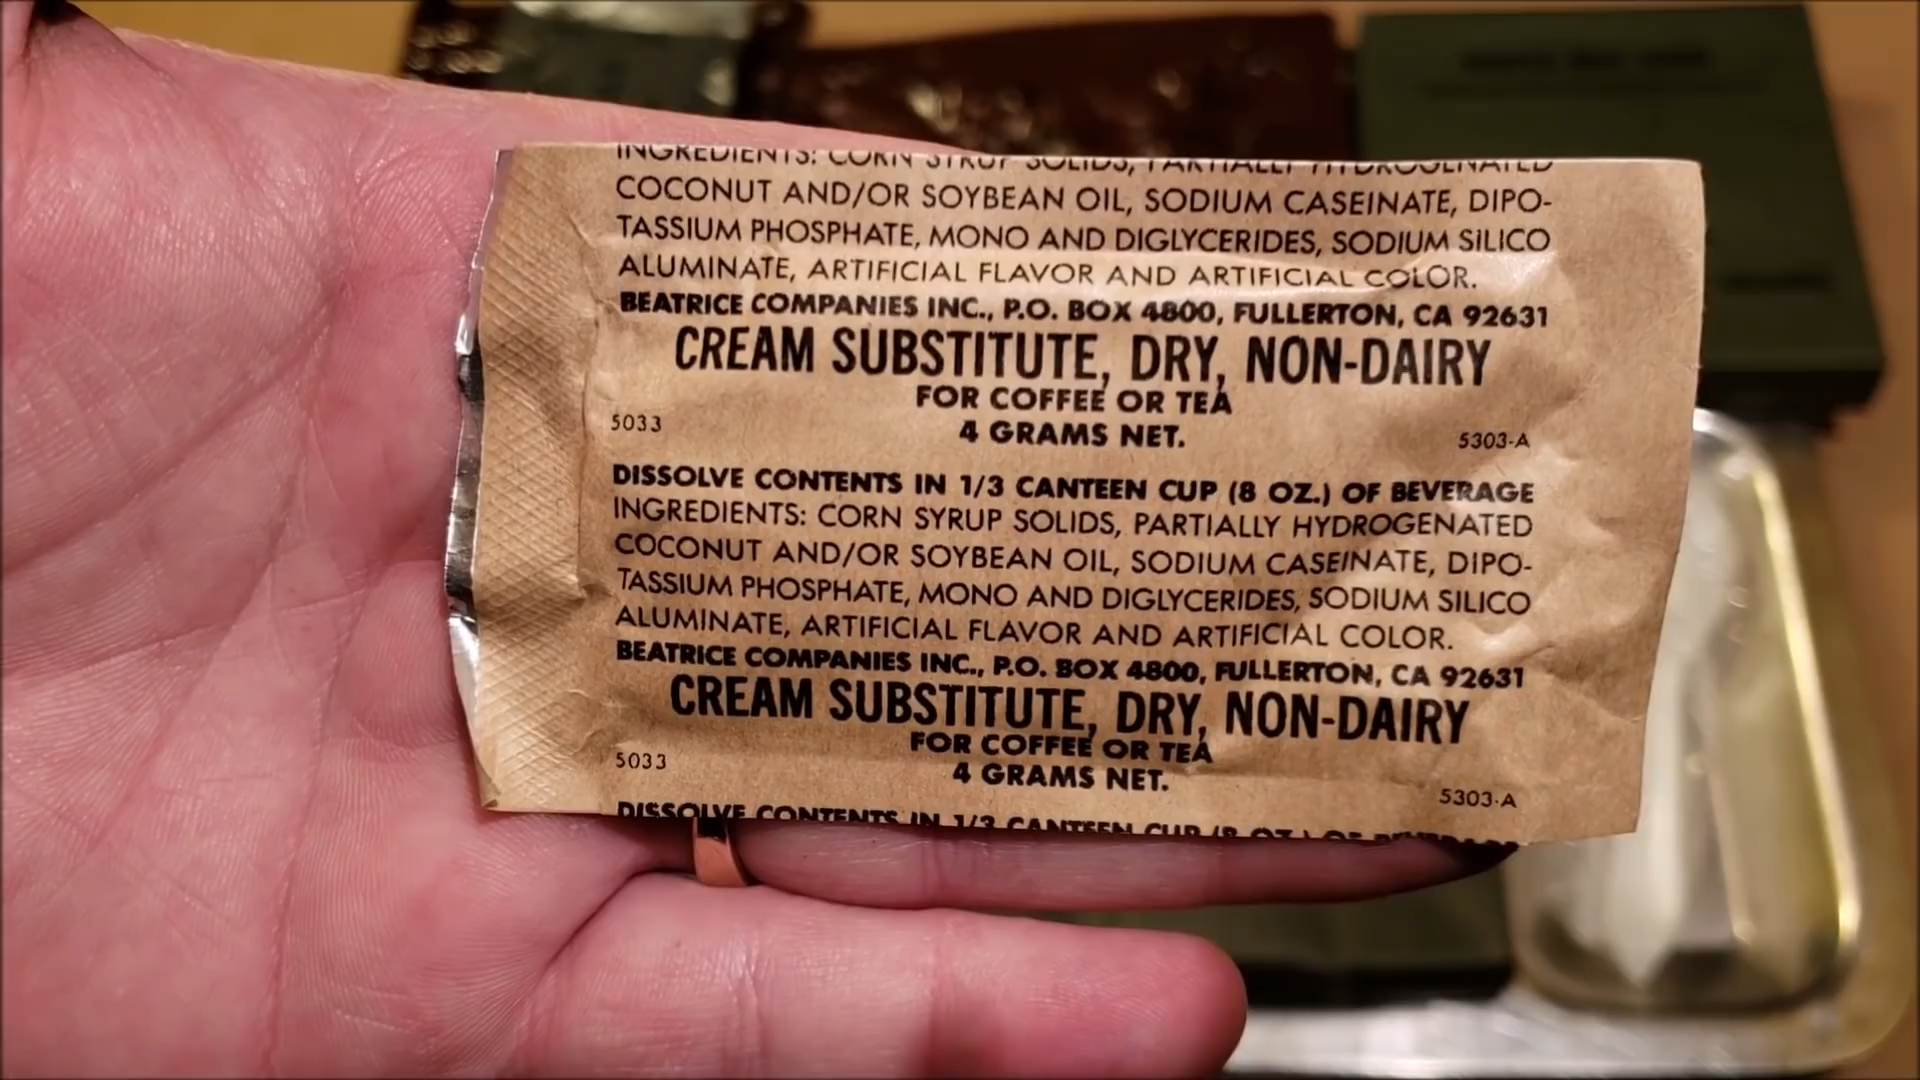 INGREDIENTS: CORN SYRUP SOLIDS, PARTIALLY HYDROGENATED
COCONUT AND/OR SOYBEAN OIL, SODIUM CASEINATE, DIPO-
TASSIUM PHOSPHATE, MONO AND DIGLYCERIDES, SODIUM SILICO
ALUMINATE, ARTIFICIAL FLAVOR AND ARTIFICIAL COLOR.
BEATRICE COMPANIES INC., P.O. BOX 4800, FULLERTON, CA 92631
CREAM SUBSTITUTE, DRY, NON-DAIRY
FOR COFFEE OR TEA
5033 4 GRAMS NET. 5303-A
DISSOLVE CONTENTS IN 1/3 CANTEEN CUP (8 OZ.) OF BEVERAGE
INGREDIENTS: CORN SYRUP SOLIDS, PARTIALLY HYDROGENATED
COCONUT AND/OR SOYBEAN OIL, SODIUM CASEINATE, DIPO-
TASSIUM PHOSPHATE, MONO AND DIGLYCERIDES, SODIUM SILICO
ALUMINATE, ARTIFICIAL FLAVOR AND ARTIFICIAL COLOR.
BEATRICE COMPANIES INC., P.O. BOX 4800, FULLERTON, CA 92631
CREAM SUBSTITUTE, DRY, NON-DAIRY
FOR COFFEE OR TEA
5033 4 GRAMS NET. 5303-A
DISSOLVE CONTENTS IN 1/3 CANTEEN CUP (8 OZ.) OF BEVERAGE